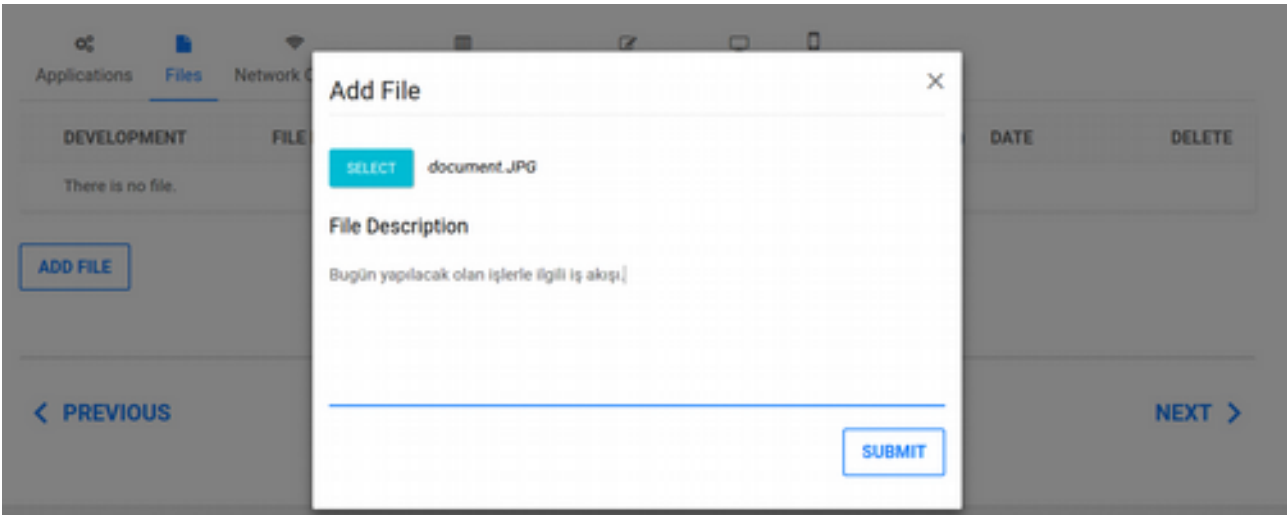 Applications Files Network
Add File
DEVELOPMENT FILE DATE DELETE
SELECT document.JPG
There is no file.
File Description
ADD FILE
Bugün yapılacak olan işlerle ilgili iş akışı.
PREVIOUS NEXT
SUBMIT